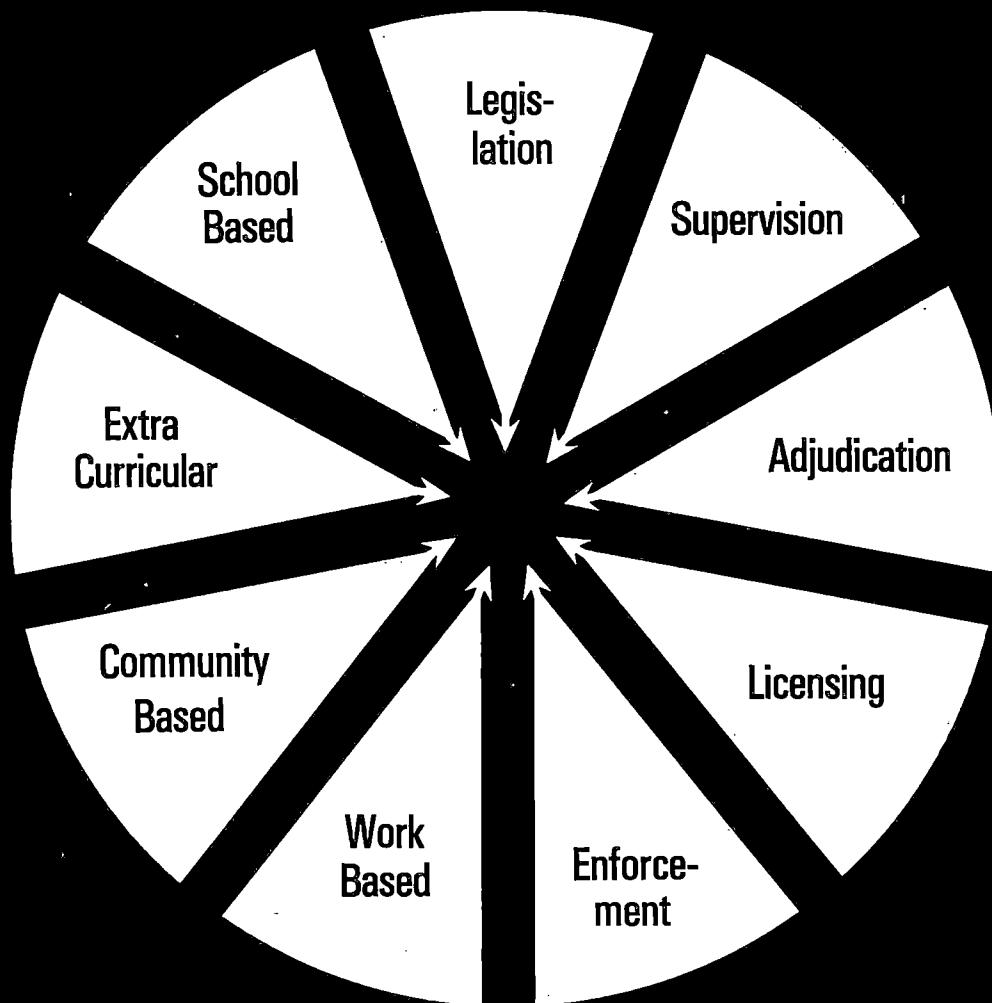 Legis-
lation
Supervision
Adjudication
Licensing
Enforce-
ment
Work
Based
Community
Based
Extra
Curricular
School
Based